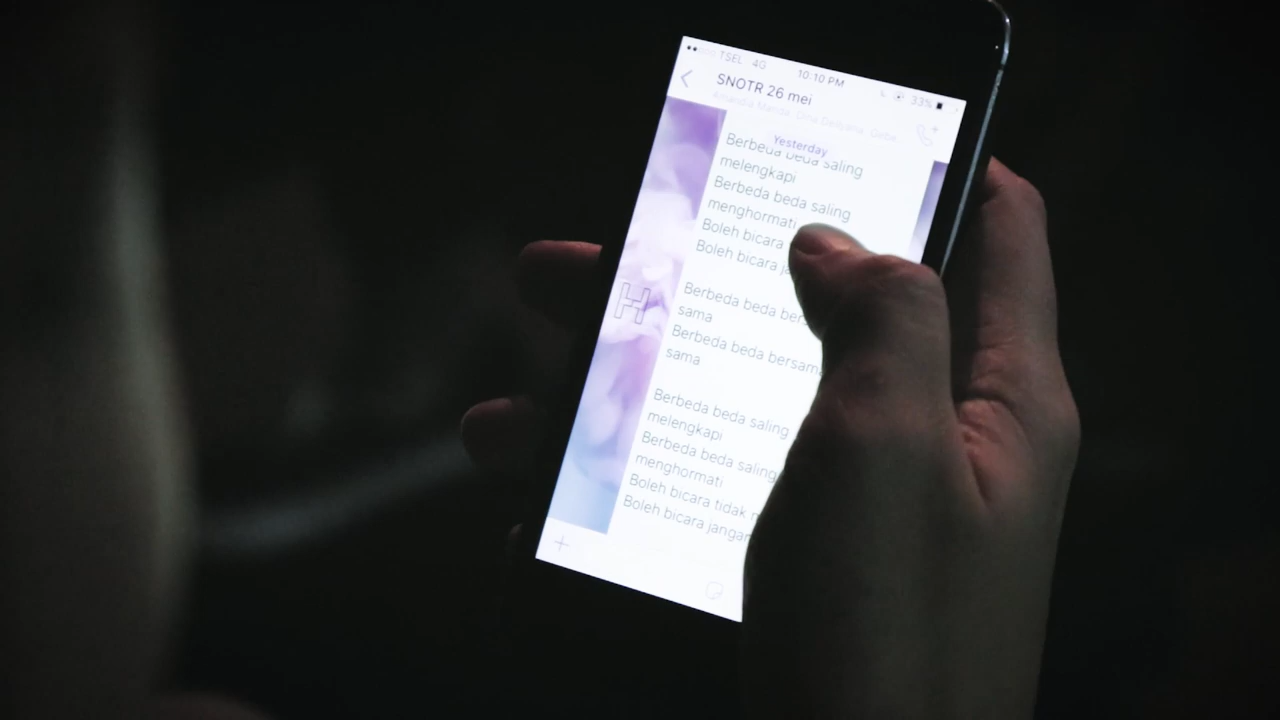 TSEL 4G 10:10 PM 33%
SNOTR 26 mei
Yesterday
Berbeda beda saling
melengkapi
Berbeda beda saling
menghormati
Boleh bicara
Boleh bicara
Berbeda beda
sama
Berbeda beda bersama
sama
Berbeda beda saling
melengkapi
Berbeda beda saling
menghormati
Boleh bicara tidak
Boleh bicara jangan
H